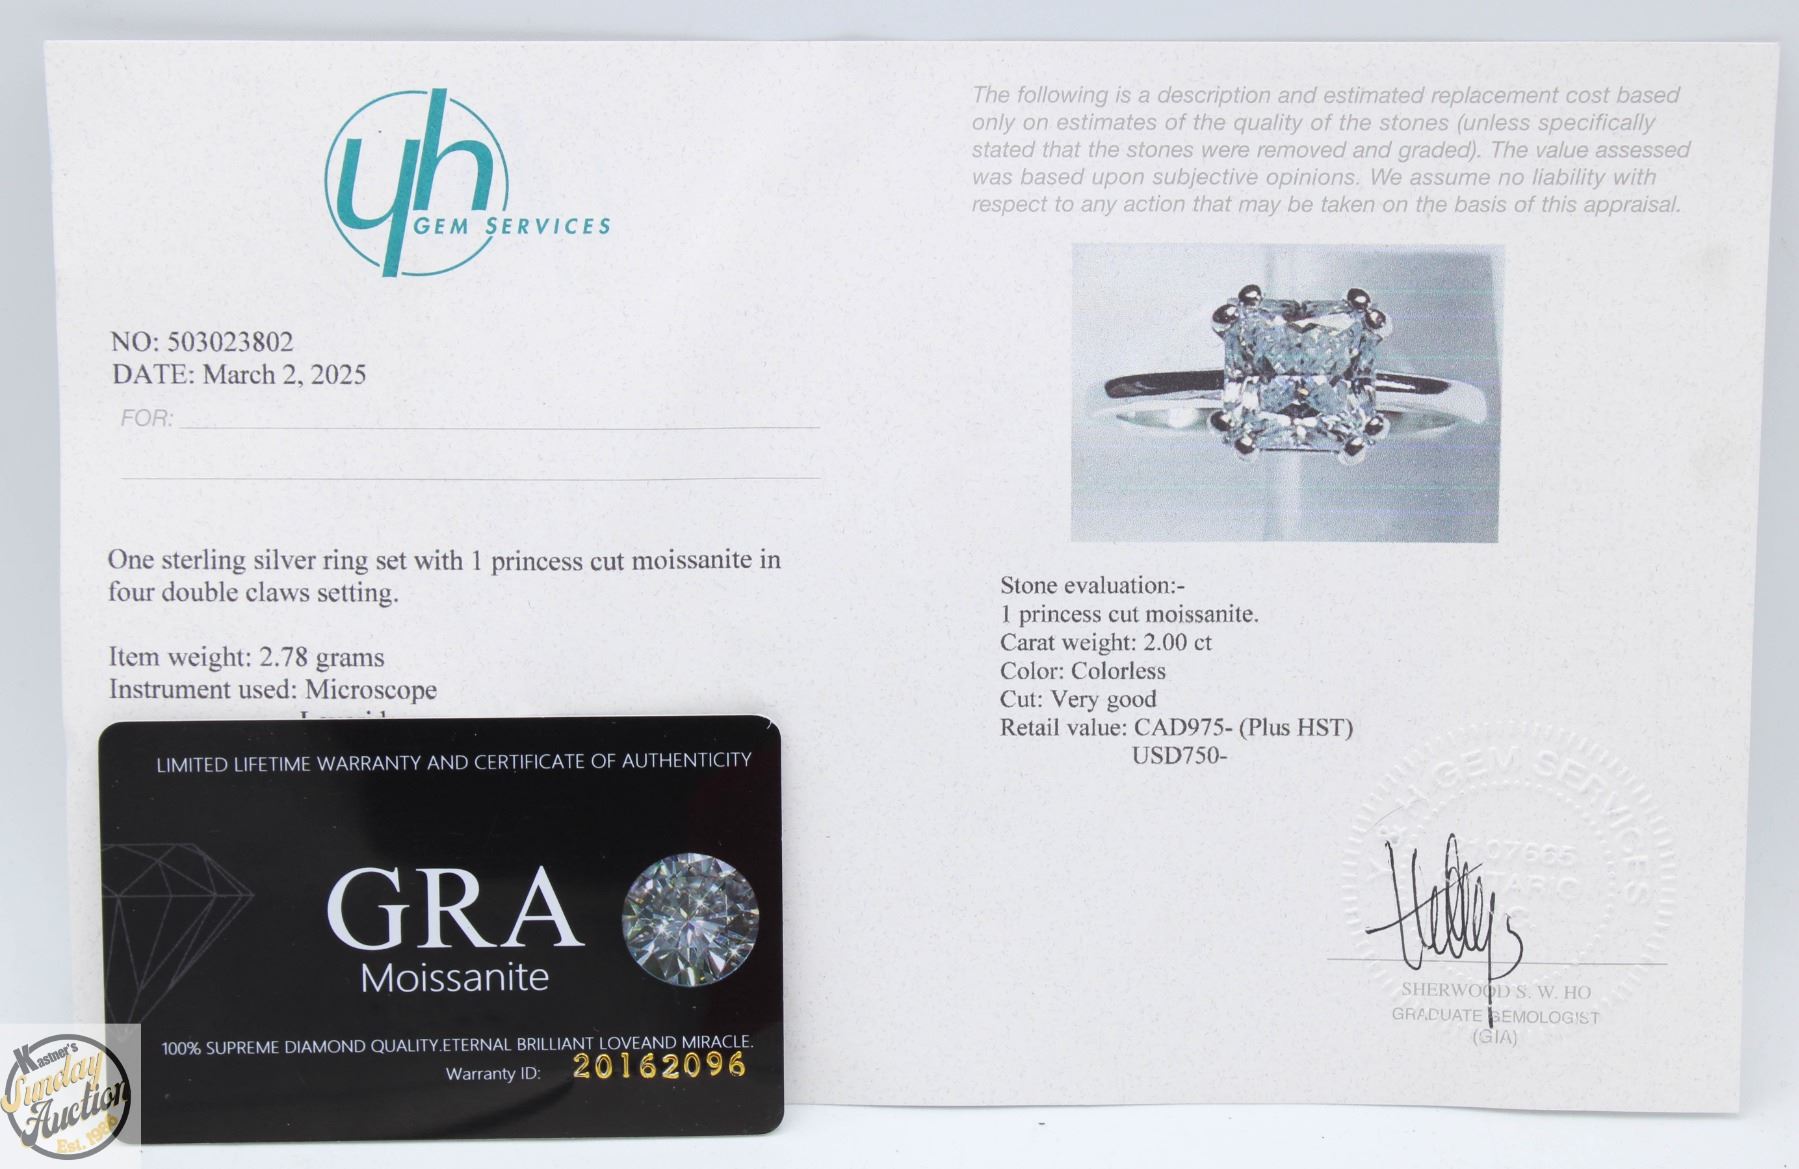 yh
GEM SERVICES
NO: 503023802
DATE: March 2, 2025
FOR:
One sterling silver ring set with 1 princess cut moissanite in
four double claws setting.
Item weight: 2.78 grams
Instrument used: Microscope
The following is a description and estimated replacement cost based
only on estimates of the quality of the stones (unless specifically
stated that the stones were removed and graded). The value assessed
was based upon subjective opinions. We assume no liability with
respect to any action that may be taken on the basis of this appraisal.
Stone evaluation:-
1 princess cut moissanite.
Carat weight: 2.00 ct
Color: Colorless
Cut: Very good
Retail value: CAD975- (Plus HST)
USD750-
H GEM SERVICES
07665
SHERWOOD S. W. HO
GRADUATE GEMOLOGIST
(GIA)
LIMITED LIFETIME WARRANTY AND CERTIFICATE OF AUTHENTICITY
GRA
Moissanite
100% SUPREME DIAMOND QUALITY.ETERNAL BRILLIANT LOVEAND MIRACLE.
Warranty ID: 20162096
Kastner's
Sunday
Auction
Est. 1986